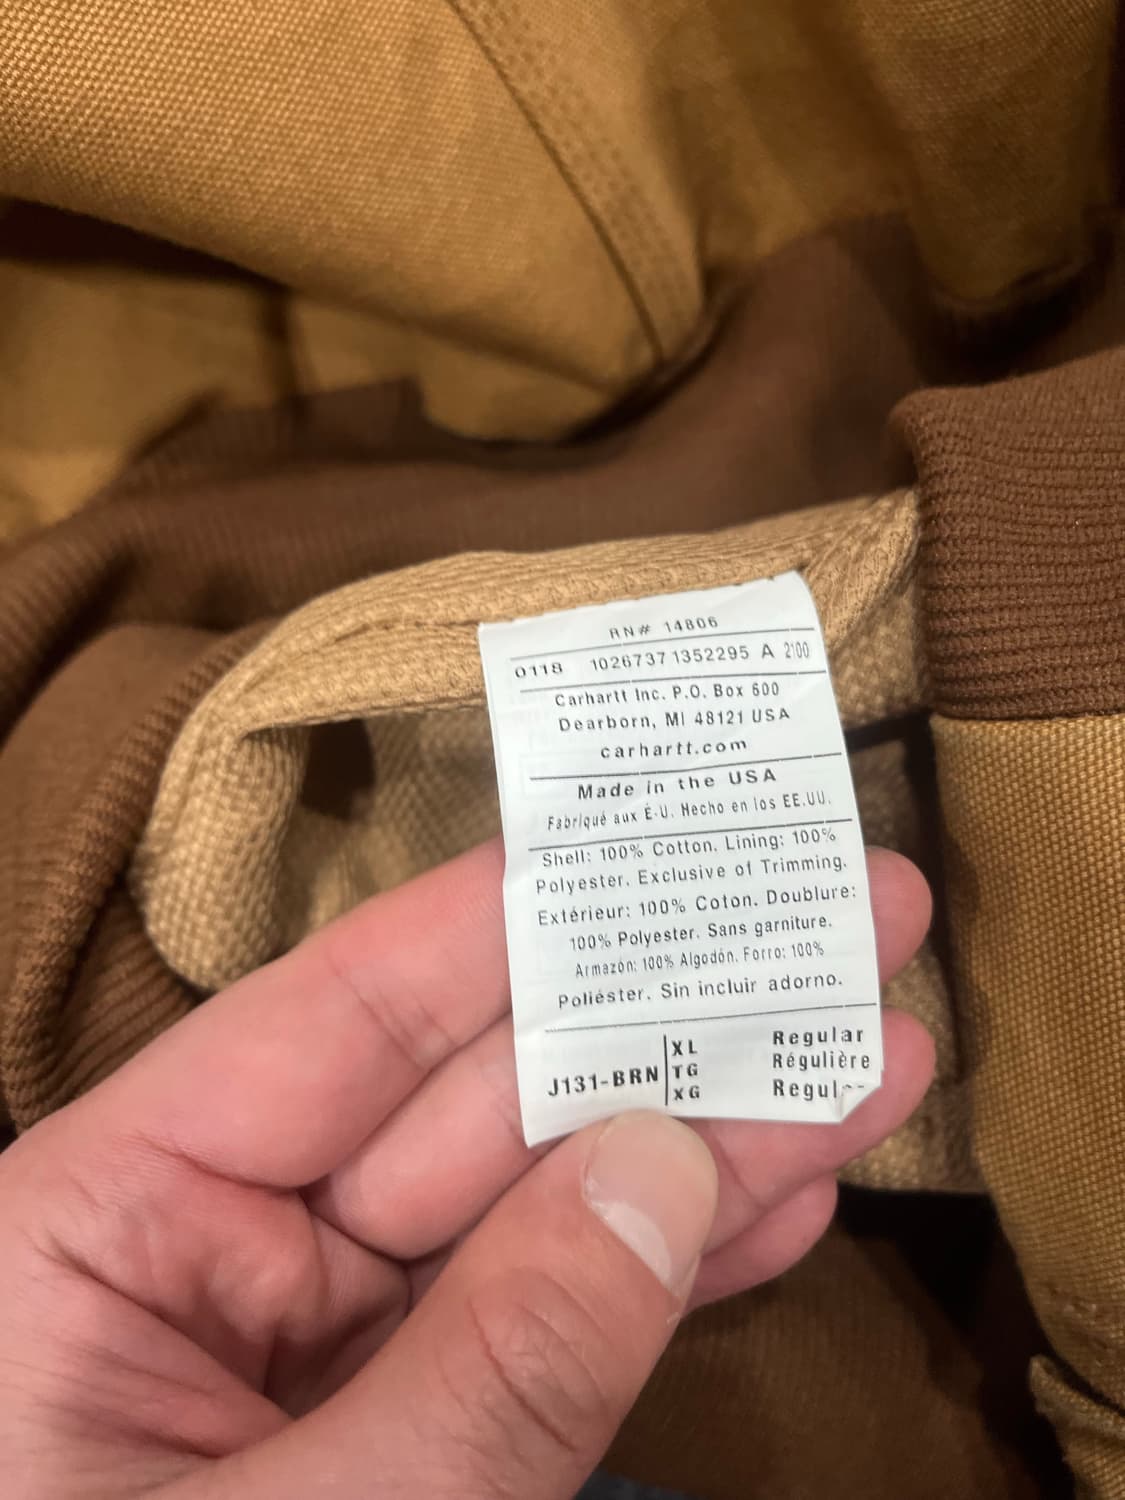 RN# 14806
0118 1026737 1352295 A 2100
Carhartt Inc. P.O. Box 600
Dearborn, MI 48121 USA
carhartt.com
Made in the USA
Fabriqué aux É-U. Hecho en los EE.UU.
Shell: 100% Cotton. Lining: 100%
Polyester. Exclusive of Trimming.
Extérieur: 100% Coton. Doublure:
100% Polyester. Sans garniture.
Armazón: 100% Algodón. Forro: 100%
Poliéster. Sin incluir adorno.
J131-BRN XL Regular
TG Régulière
XG